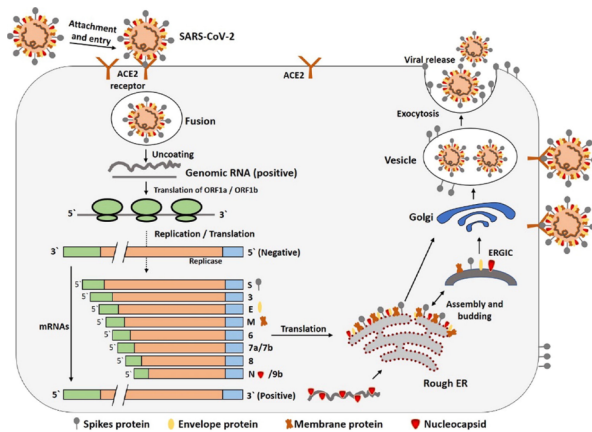 Attachment
and entry
SARS-CoV-2
ACE2
receptor
ACE2
Viral release
Exocytosis
Fusion
Uncoating
Genomic RNA (positive)
Vesicle
Translation of ORF1a / ORF1b
5` 3`
Golgi
Replication / Translation
3` 5` (Negative)
Replicase
ERGIC
mRNAs
5` S
5` 3
5` E
5` M
5` 6
5` 7a/7b
5` 8
5` N /9b
Translation
Assembly and
budding
Rough ER
5` 3` (Positive)
Spikes protein
Envelope protein
Membrane protein
Nucleocapsid